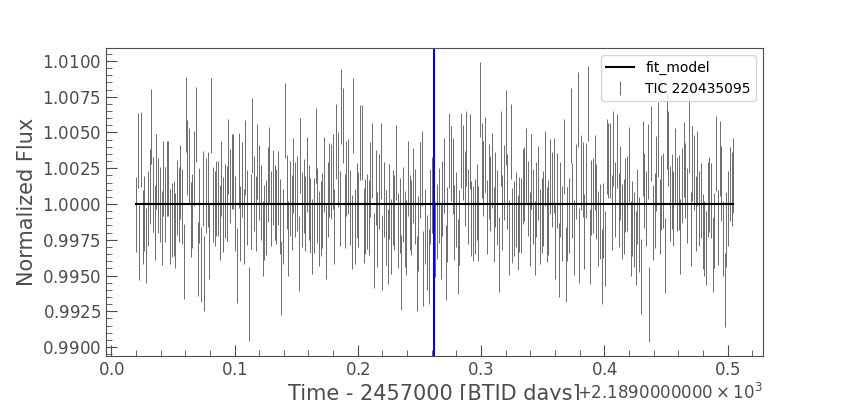 1.0100
1.0075
1.0050
1.0025
1.0000
0.9975
0.9950
0.9925
0.9900
Normalized Flux
fit_model
TIC 220435095
0.0 0.1 0.2 0.3 0.4 0.5
Time - 2457000 [BTJD days]
+2.1890000000 × 10³